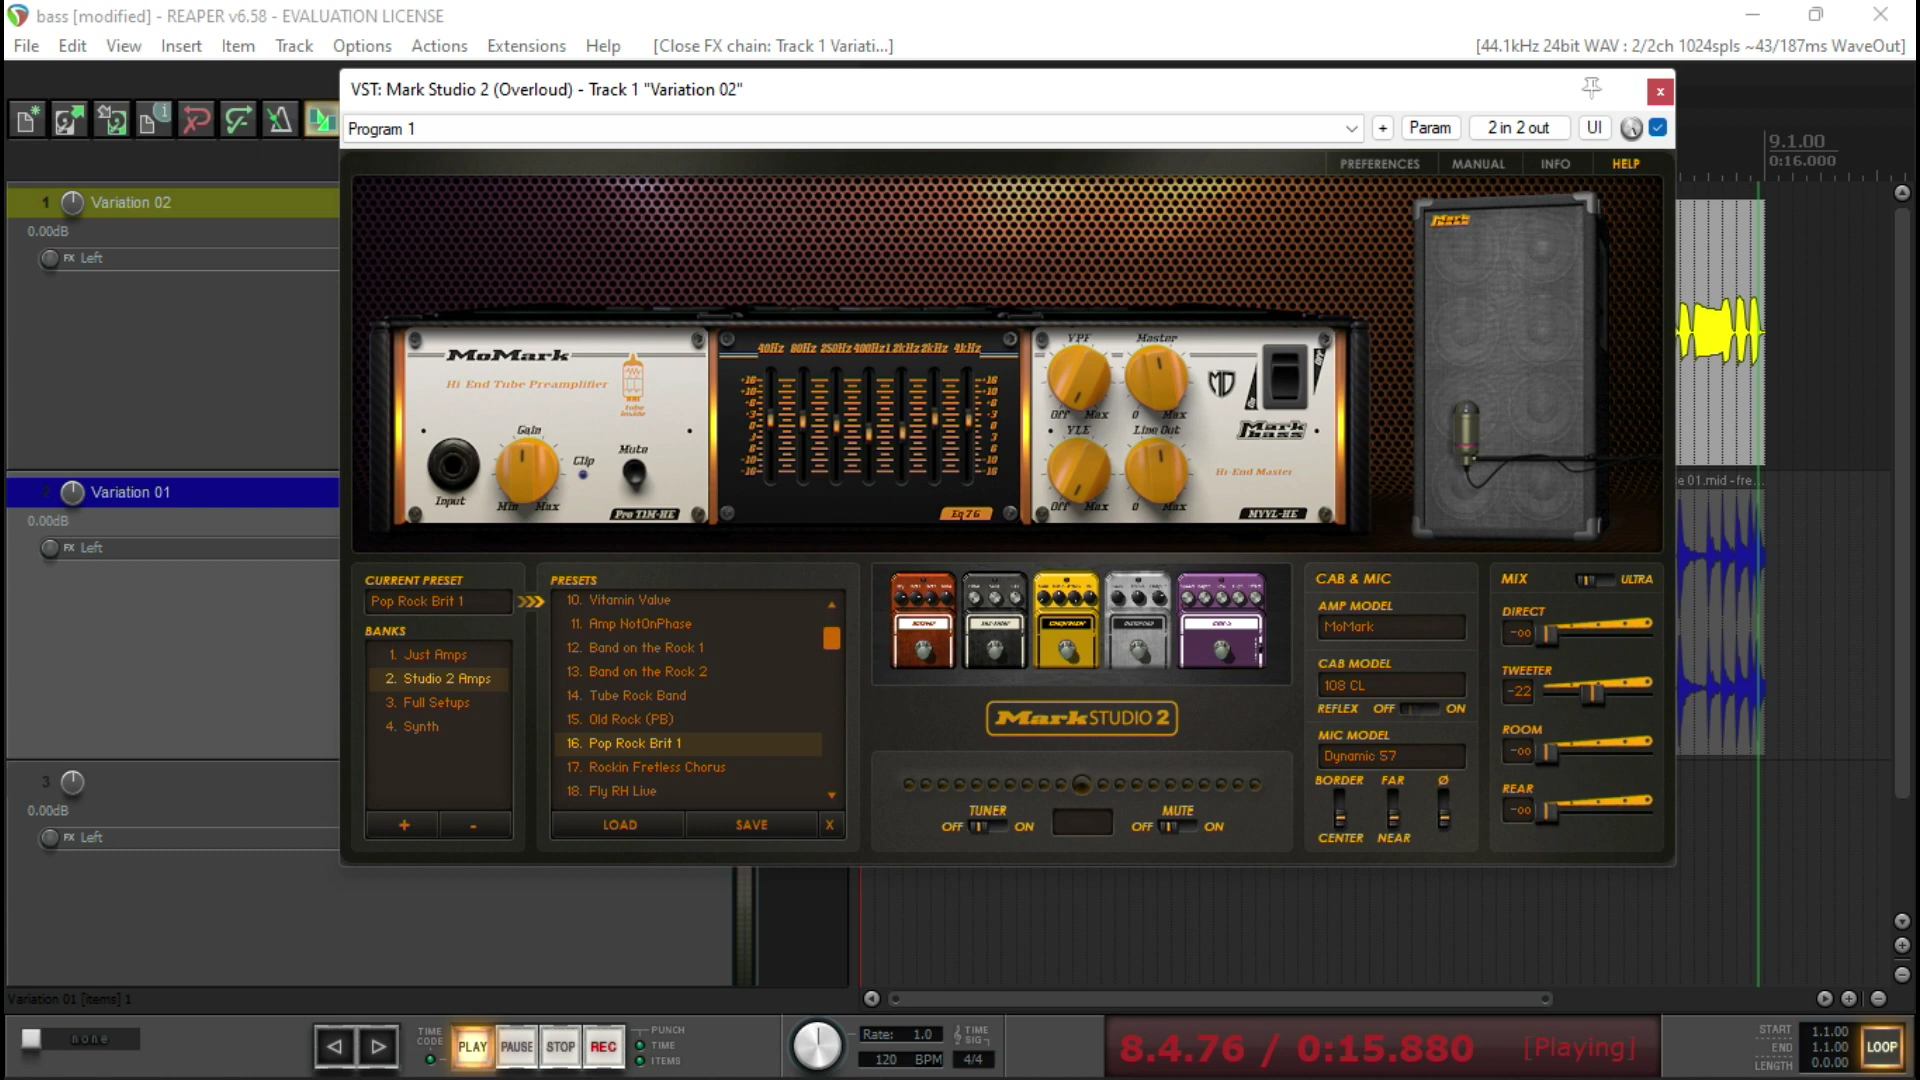 bass [modified] - REAPER v6.58 - EVALUATION LICENSE
File Edit View Insert Item Track Options Actions Extensions Help [Close FX chain: Track 1 Variati...] [44.1kHz 24bit WAV : 2/2ch 1024spls ~43/187ms WaveOut]
VST: Mark Studio 2 (Overloud) - Track 1 "Variation 02"
x
Program 1
+ Param 2 in 2 out UI
PREFERENCES MANUAL INFO HELP
9.1.00
0:16.000
1 Variation 02
0.00dB
FX Left
2 Variation 01
0.00dB
FX Left
3
0.00dB
FX Left
e 01.mid - fre...
Mark bass
MoMark
Hi End Tube Preamplifier
tube inside
Gain
Clip
Mute
Input
Min Max
Pro T1M-HE
40Hz 80Hz 250Hz 400Hz 1.2kHz 2kHz 4kHz
Eq 76
VPF Master
Off Max 0 Max
VLE Line Out
Off Max 0 Max
Mark bass
Hi-End Master
MYVL-HE
CURRENT PRESET
Pop Rock Brit 1
BANKS
1. Just Amps
2. Studio 2 Amps
3. Full Setups
4. Synth
+ -
PRESETS
10. Vitamin Value
11. Amp NotOnPhase
12. Band on the Rock 1
13. Band on the Rock 2
14. Tube Rock Band
15. Old Rock (PB)
16. Pop Rock Brit 1
17. Rockin Fretless Chorus
18. Fly RH Live
LOAD SAVE X
MarkSTUDIO 2
TUNER
OFF ON
MUTE
OFF ON
CAB & MIC
AMP MODEL
MoMark
CAB MODEL
108 CL
REFLEX OFF ON
MIC MODEL
Dynamic 57
BORDER FAR Ø
CENTER NEAR
MIX ULTRA
DIRECT
-oo
TWEETER
-22
ROOM
-oo
REAR
-oo
Variation 01 [items] 1
none
TIME CODE
PLAY PAUSE STOP REC
PUNCH
TIME
ITEMS
Rate: 1.0
120 BPM
TIME SIG
4/4
8.4.76 / 0:15.880 [Playing]
START 1.1.00
END 1.1.00
LENGTH 0.0.00
LOOP